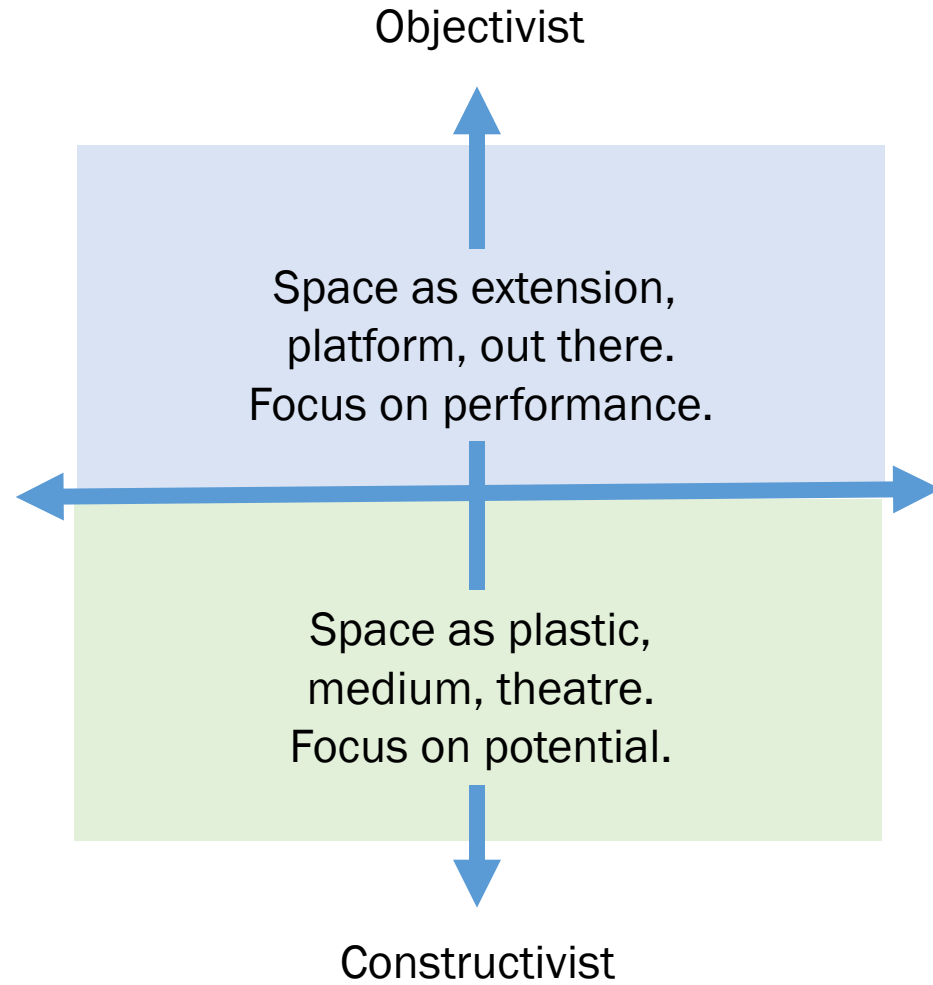 Objectivist
Space as extension,
platform, out there.
Focus on performance.
Space as plastic,
medium, theatre.
Focus on potential.
Constructivist